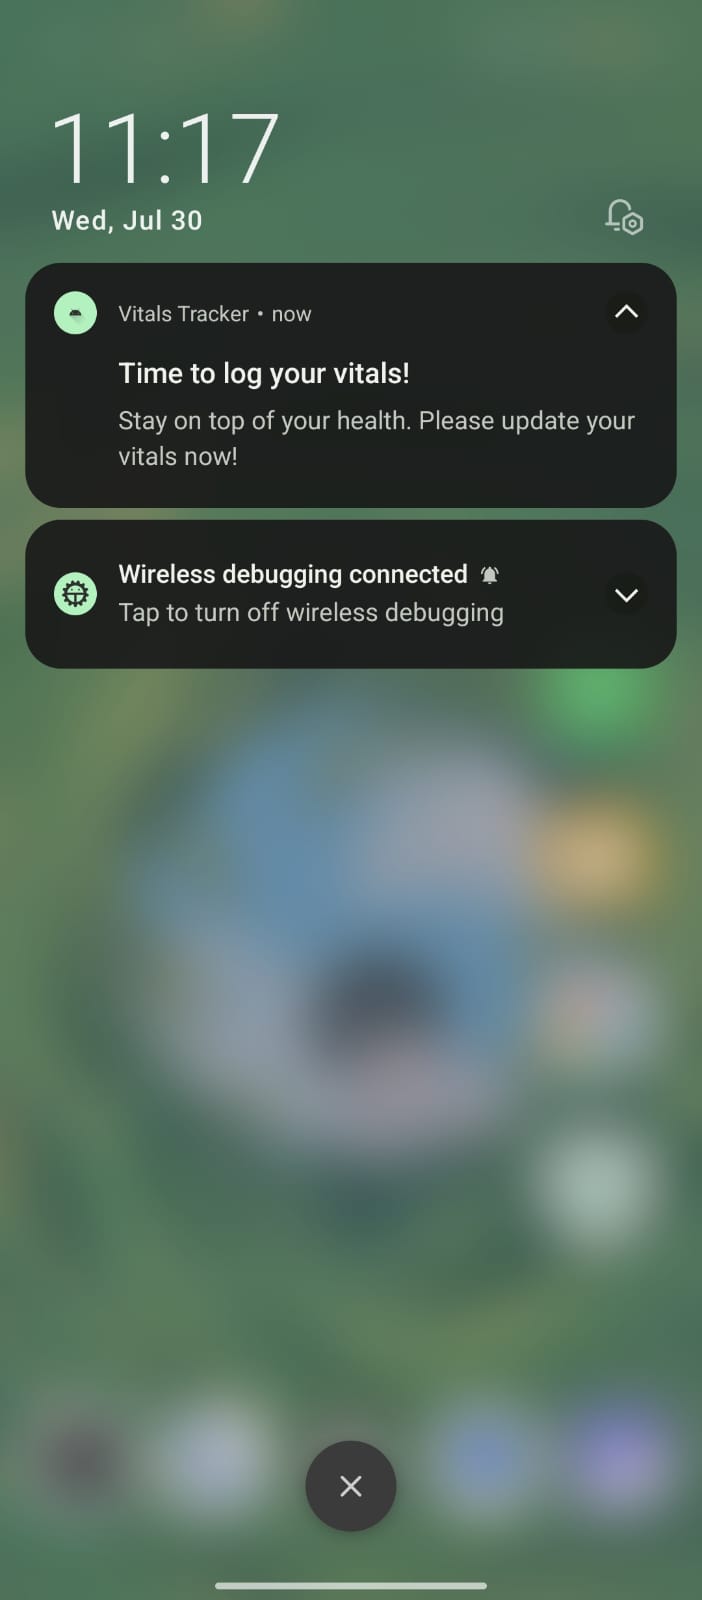 11:17
Wed, Jul 30
Vitals Tracker • now
Time to log your vitals!
Stay on top of your health. Please update your
vitals now!
Wireless debugging connected
Tap to turn off wireless debugging